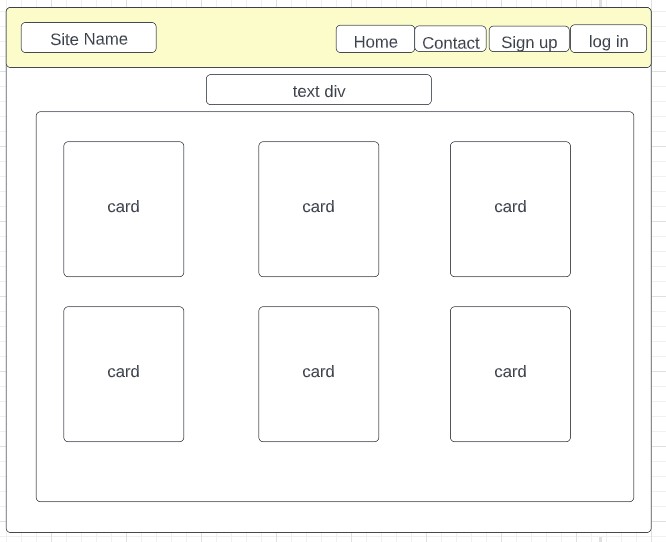 Site Name
Home
Contact
Sign up
log in
text div
card
card
card
card
card
card